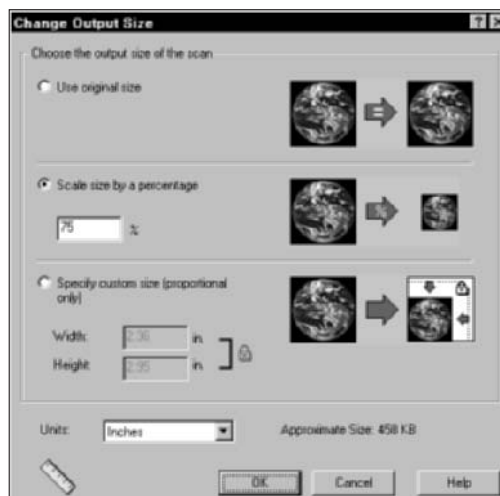 Change Output Size
Choose the output size of the scan
Use original size
Scale size by a percentage
75 %
Specify custom size (proportional
only)
Width: 2.36 in.
Height: 2.95 in.
Units: Inches Approximate Size: 458 KB
OK Cancel Help